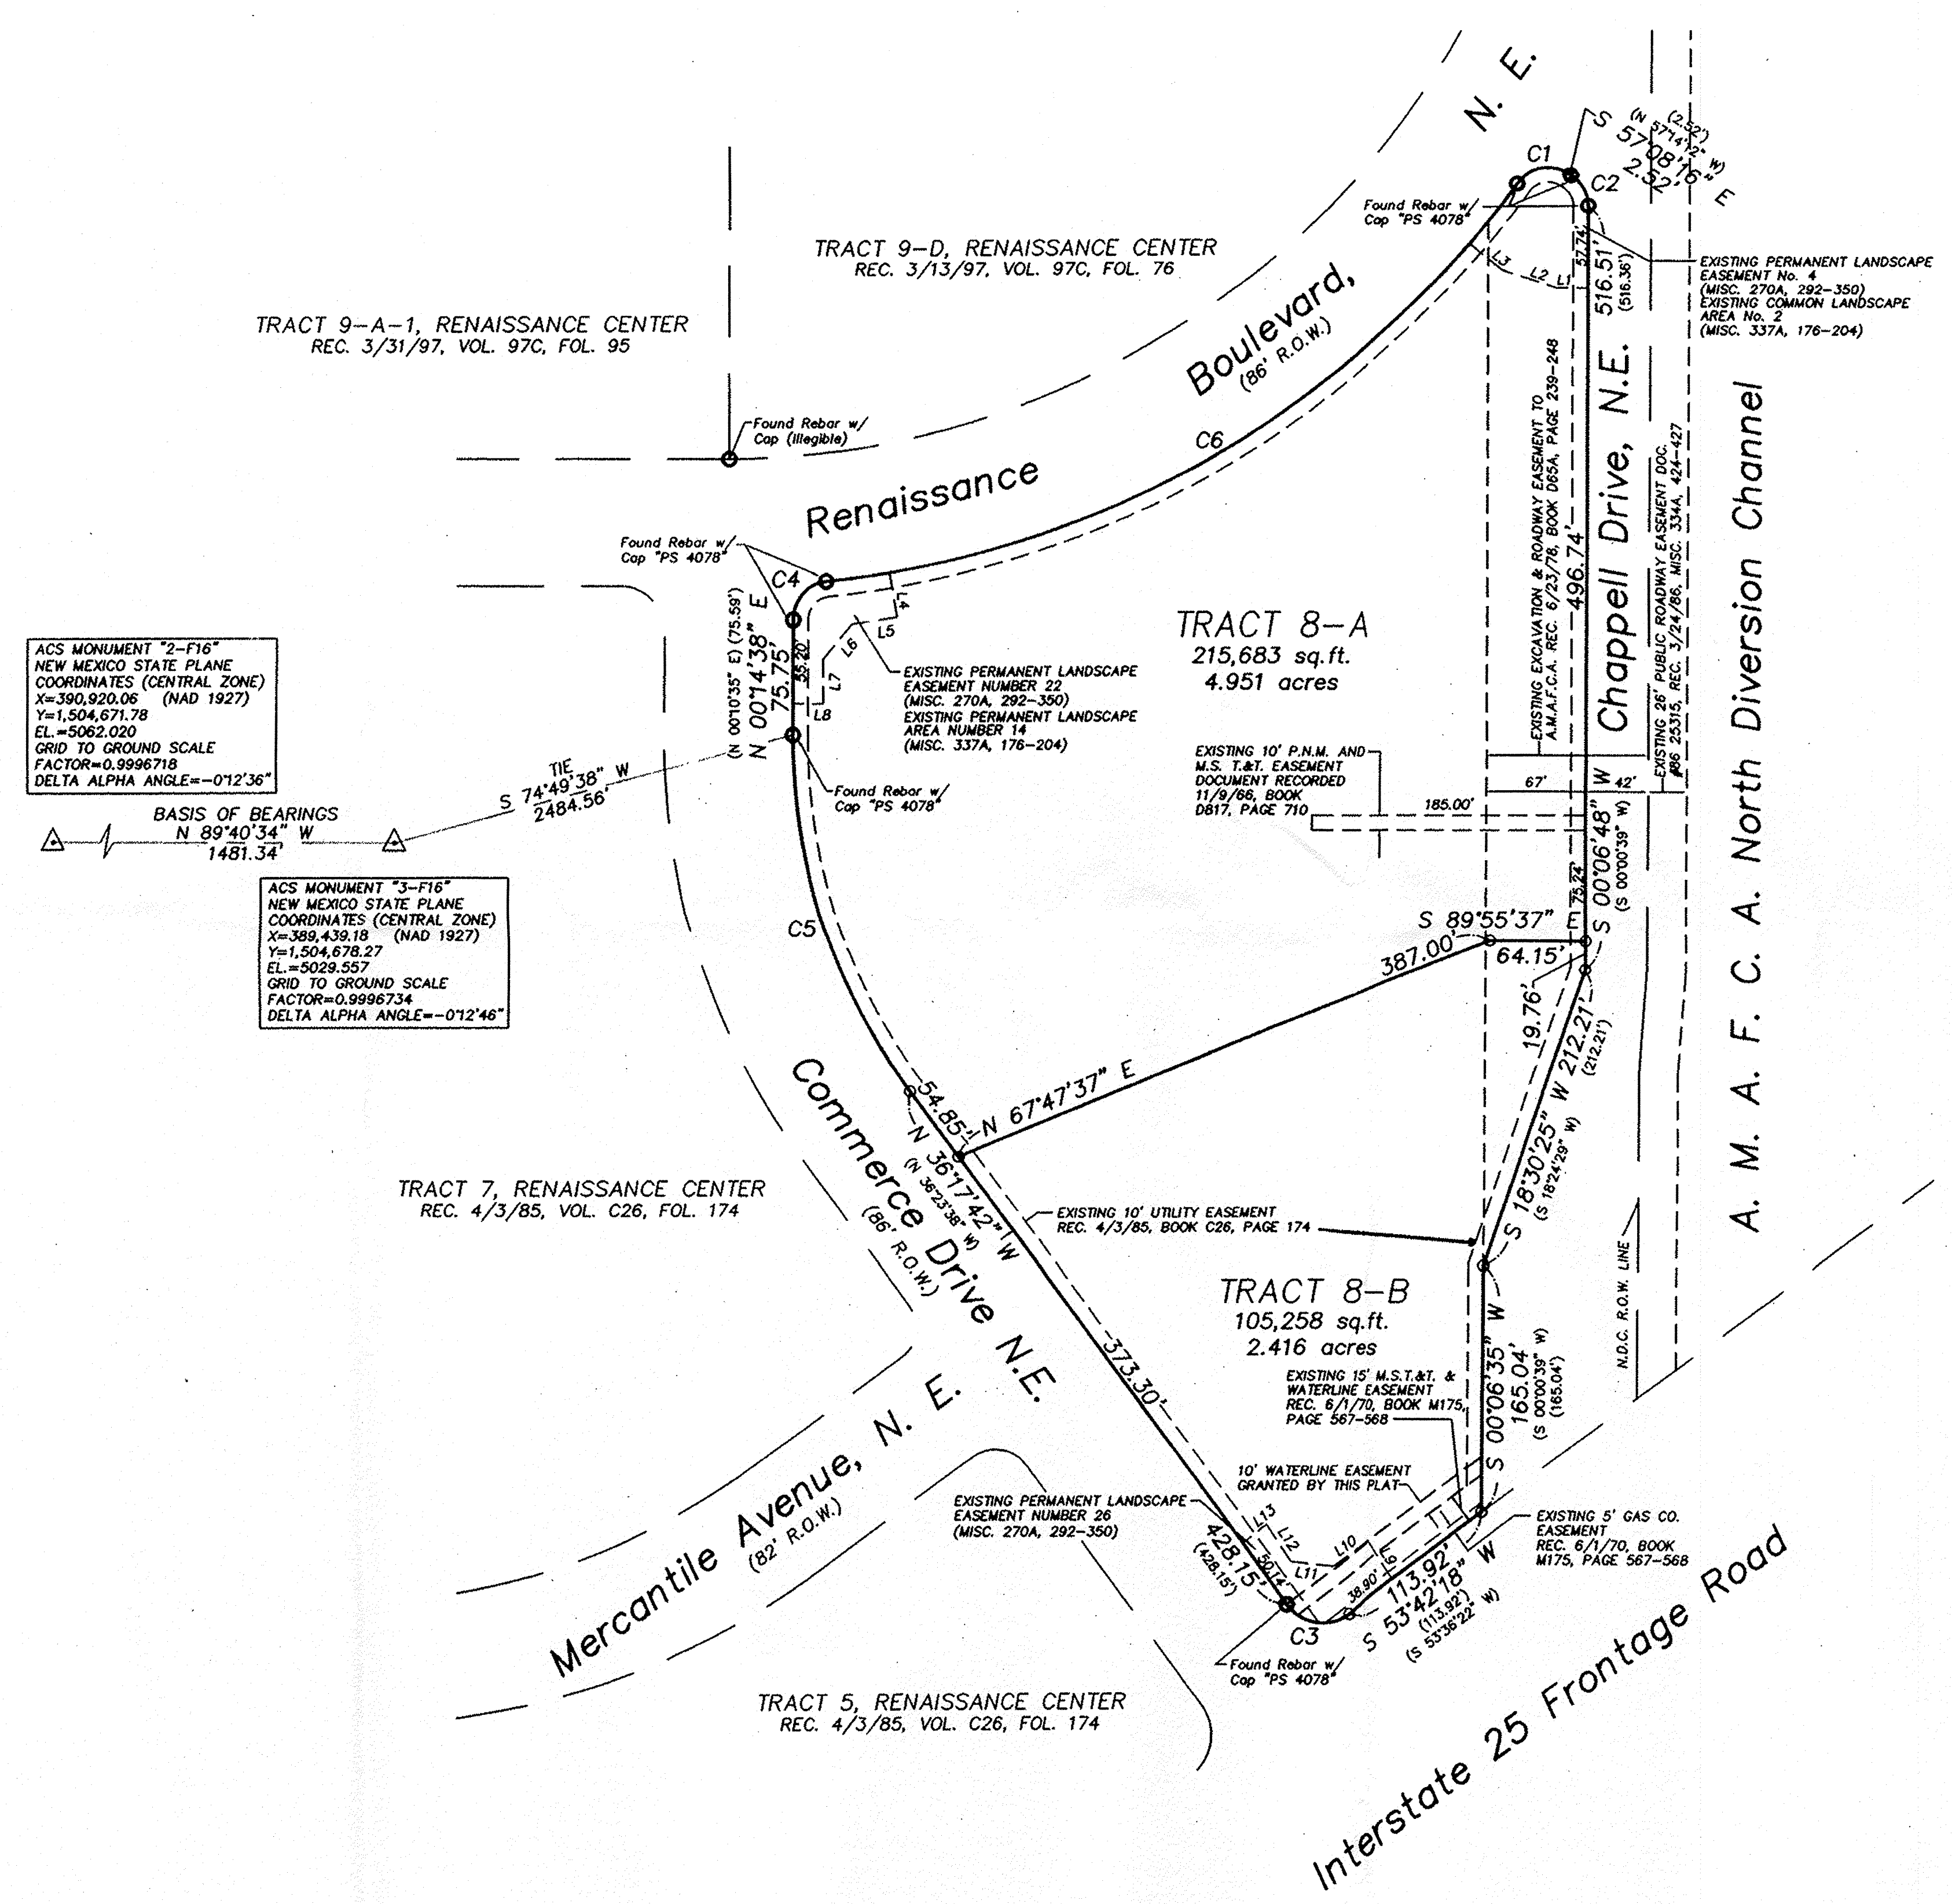 N. E.
(2.52')
(N 57°14'12" W)
S 57°08'16" E
2.52'
C1
C2
Found Rebar w/
Cap "PS 4078"
TRACT 9-D, RENAISSANCE CENTER
REC. 3/13/97, VOL. 97C, FOL. 76
TRACT 9-A-1, RENAISSANCE CENTER
REC. 3/31/97, VOL. 97C, FOL. 95
Boulevard,
(86' R.O.W.)
L3
L2
L1
57.74'
516.51'
(516.36')
EXISTING PERMANENT LANDSCAPE
EASEMENT No. 4
(MISC. 270A, 292-350)
EXISTING COMMON LANDSCAPE
AREA No. 2
(MISC. 337A, 176-204)
Found Rebar w/
Cap (Illegible)
C6
Renaissance
EXISTING EXCAVATION & ROADWAY EASEMENT TO
A.M.A.F.C.A. REC. 6/23/78, BOOK D65A, PAGE 239-248
496.74'
Chappell Drive, N.E.
EXISTING 26' PUBLIC ROADWAY EASEMENT DOC.
#86 25315, REC. 3/24/86, MISC. 334A, 424-427
A. M. A. F. C. A. North Diversion Channel
Found Rebar w/
Cap "PS 4078"
C4
(N 00°10'35" E) (75.59')
N 00°14'38" E
75.75'
55.20'
L4
L5
L6
L7
L8
TRACT 8-A
215,683 sq.ft.
4.951 acres
ACS MONUMENT "2-F16"
NEW MEXICO STATE PLANE
COORDINATES (CENTRAL ZONE)
X=390,920.06 (NAD 1927)
Y=1,504,671.78
EL.=5062.020
GRID TO GROUND SCALE
FACTOR=0.9996718
DELTA ALPHA ANGLE=-0°12'36"
EXISTING PERMANENT LANDSCAPE
EASEMENT NUMBER 22
(MISC. 270A, 292-350)
EXISTING PERMANENT LANDSCAPE
AREA NUMBER 14
(MISC. 337A, 176-204)
EXISTING 10' P.N.M. AND
M.S. T.&T. EASEMENT
DOCUMENT RECORDED
11/9/66, BOOK
D817, PAGE 710
67'
42'
185.00'
TIE
S 74°49'38" W
2484.56'
Found Rebar w/
Cap "PS 4078"
BASIS OF BEARINGS
N 89°40'34" W
1481.34'
S 00°06'48" W
(S 00°00'39" W)
75.24'
ACS MONUMENT "3-F16"
NEW MEXICO STATE PLANE
COORDINATES (CENTRAL ZONE)
X=389,439.18 (NAD 1927)
Y=1,504,678.27
EL.=5029.557
GRID TO GROUND SCALE
FACTOR=0.9996734
DELTA ALPHA ANGLE=-0°12'46"
C5
S 89°55'37" E
64.15'
387.00'
N 67°47'37" E
19.76'
212.21'
(212.21')
S 18°30'25" W
(S 18°24'29" W)
54.85'
N 36°17'42" W
(N 36°23'38" W)
Commerce Drive N.E.
(86' R.O.W.)
TRACT 7, RENAISSANCE CENTER
REC. 4/3/85, VOL. C26, FOL. 174
EXISTING 10' UTILITY EASEMENT
REC. 4/3/85, BOOK C26, PAGE 174
N.D.C. R.O.W. LINE
TRACT 8-B
105,258 sq.ft.
2.416 acres
373.30'
EXISTING 15' M.S.T.&T. &
WATERLINE EASEMENT
REC. 6/1/70, BOOK M175,
PAGE 567-568
S 00°06'35" W
165.04'
(S 00°00'39" W)
(165.04')
Mercantile Avenue, N. E.
(82' R.O.W.)
10' WATERLINE EASEMENT
GRANTED BY THIS PLAT
EXISTING PERMANENT LANDSCAPE
EASEMENT NUMBER 26
(MISC. 270A, 292-350)
EXISTING 5' GAS CO.
EASEMENT
REC. 6/1/70, BOOK
M175, PAGE 567-568
L13
L12
L11
L10
L9
428.15'
(428.15')
50.14'
38.90'
113.92'
S 53°42'18" W
(113.92')
(S 53°36'22" W)
C3
Found Rebar w/
Cap "PS 4078"
TRACT 5, RENAISSANCE CENTER
REC. 4/3/85, VOL. C26, FOL. 174
Interstate 25 Frontage Road